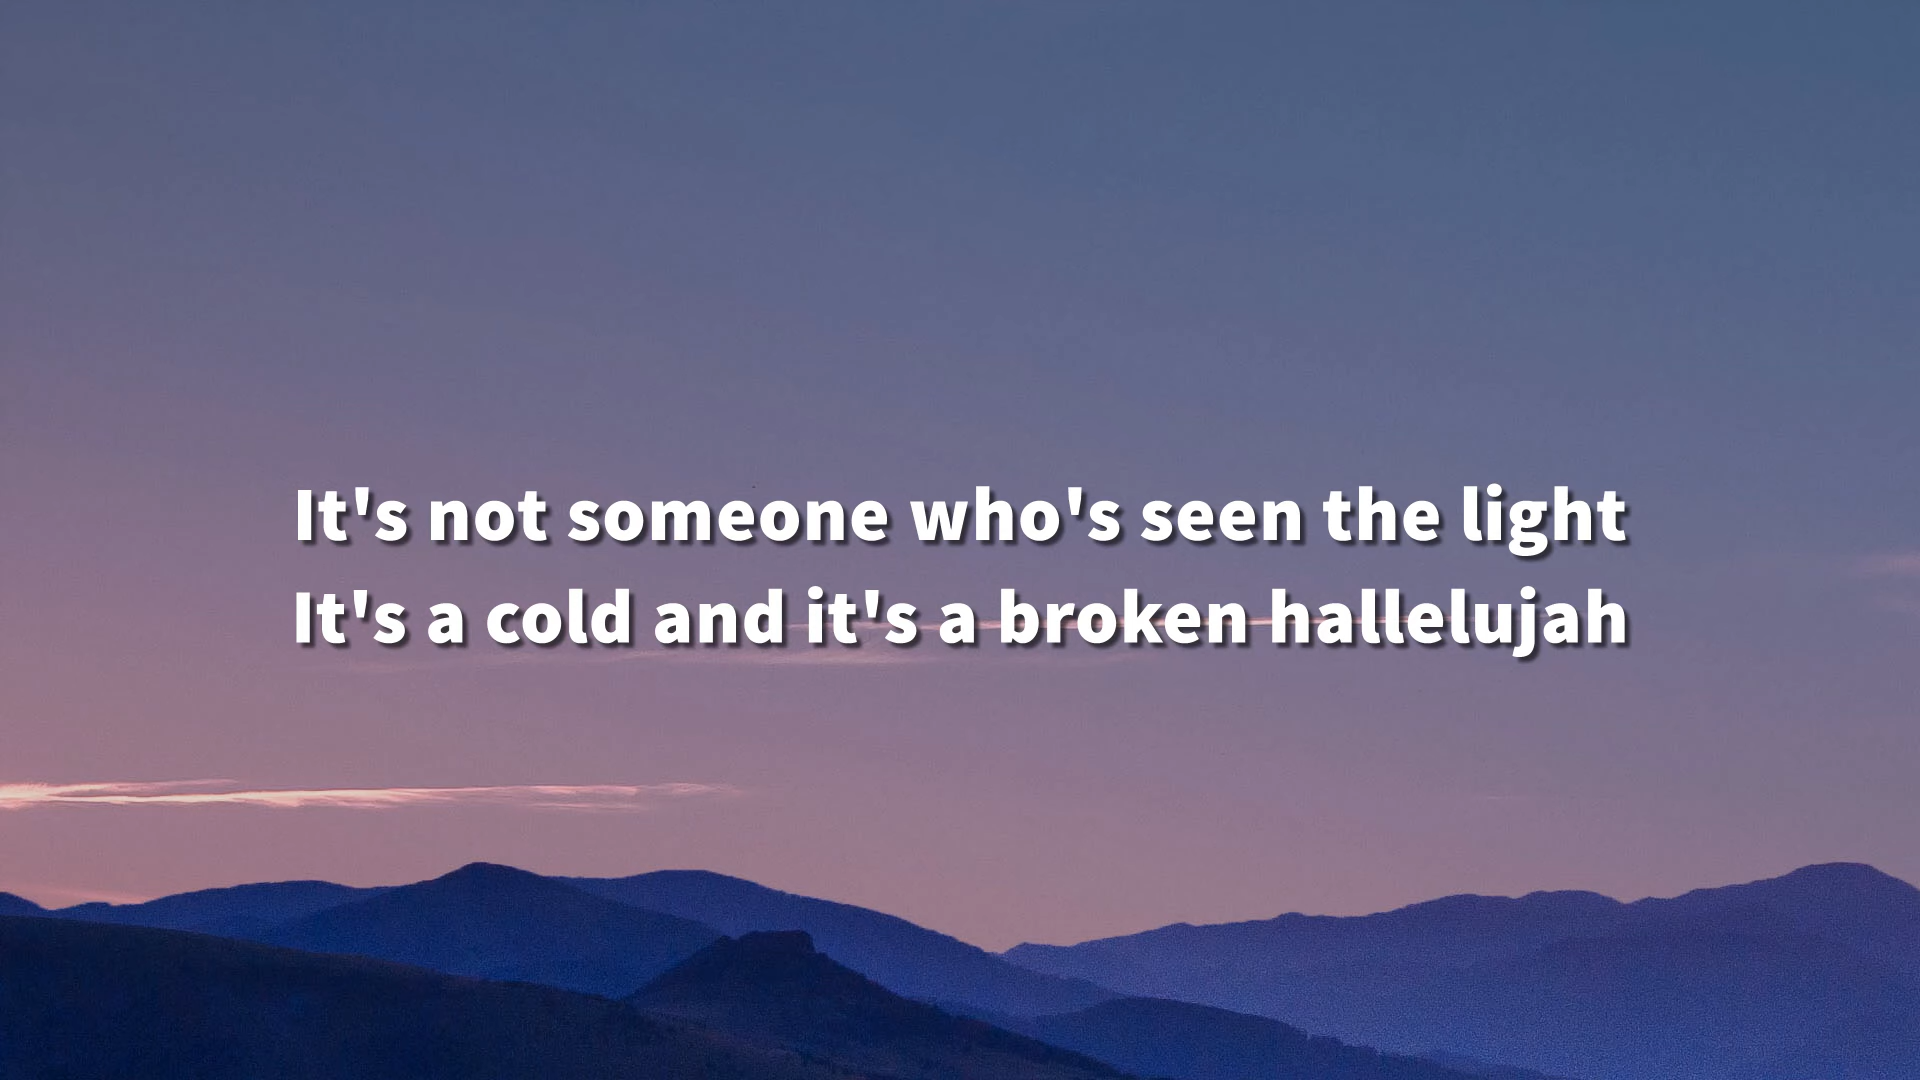 It's not someone who's seen the light
It's a cold and it's a broken hallelujah